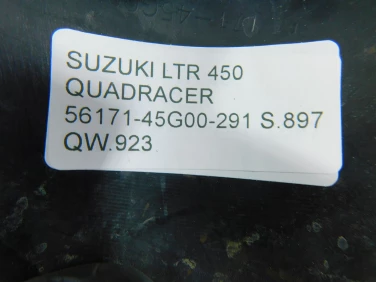 SUZUKI LTR 450
QUADRACER
56171-45G00-291 S.897
QW.923